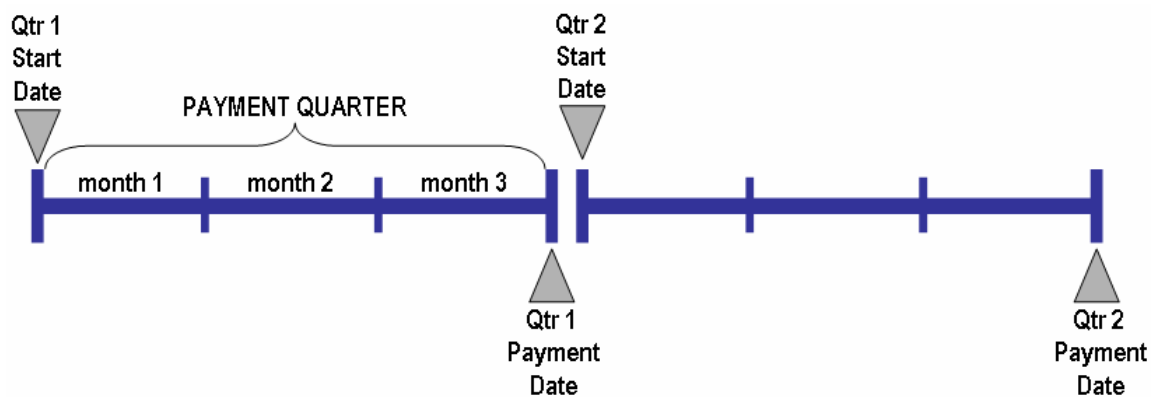 Qtr 1
Start
Date
Qtr 2
Start
Date
PAYMENT QUARTER
month 1
month 2
month 3
Qtr 1
Payment
Date
Qtr 2
Payment
Date